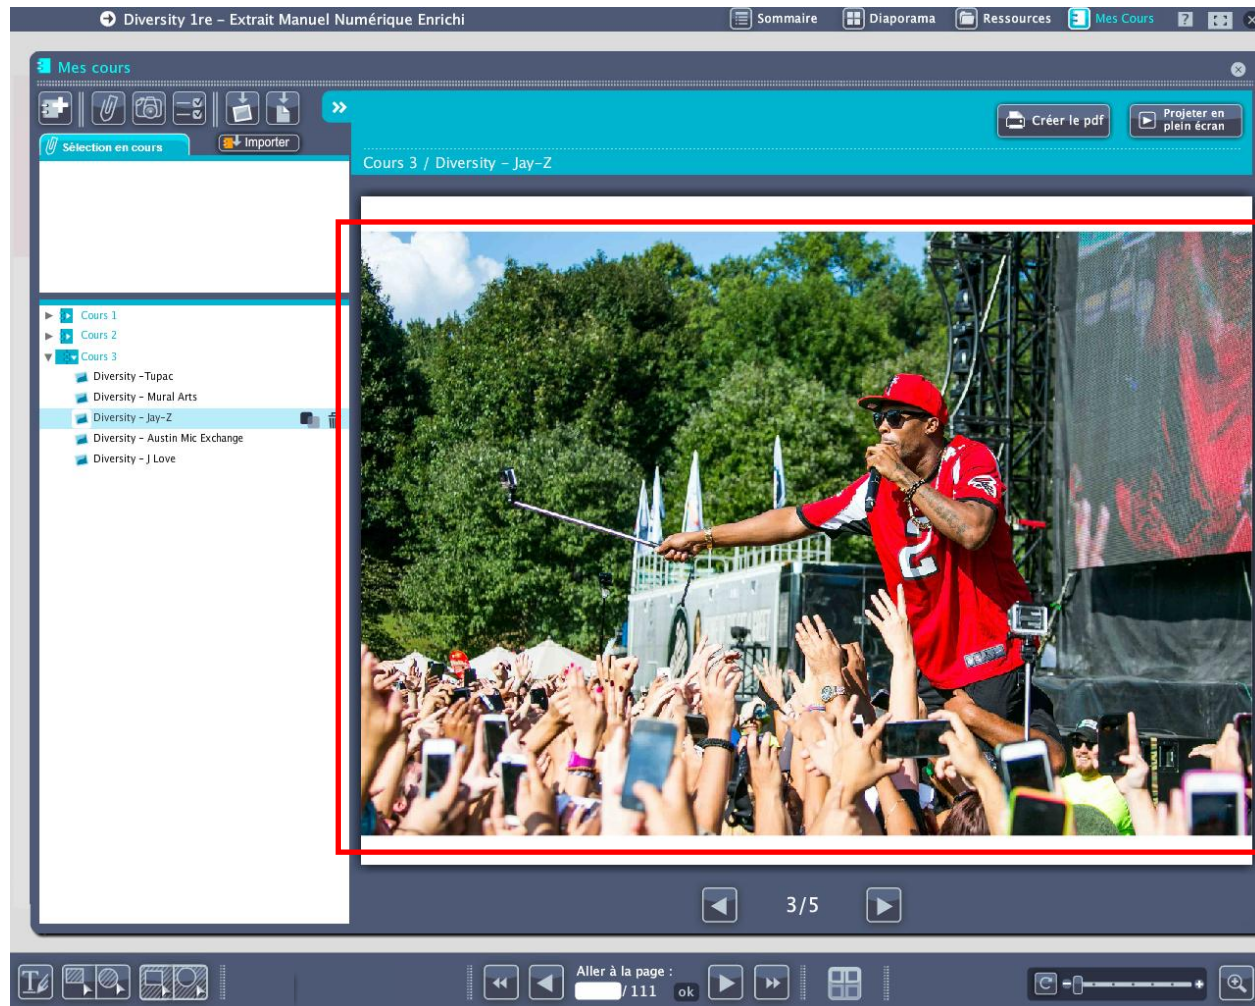 Diversity 1re – Extrait Manuel Numérique Enrichi
Sommaire
Diaporama
Ressources
Mes Cours
?
Mes cours
Créer le pdf
Projeter en
plein écran
Sélection en cours
Importer
Cours 3 / Diversity – Jay-Z
Cours 1
Cours 2
Cours 3
Diversity –Tupac
Diversity – Mural Arts
Diversity – Jay-Z
Diversity – Austin Mic Exchange
Diversity – J Love
2
3/5
Aller à la page :
/ 111 ok